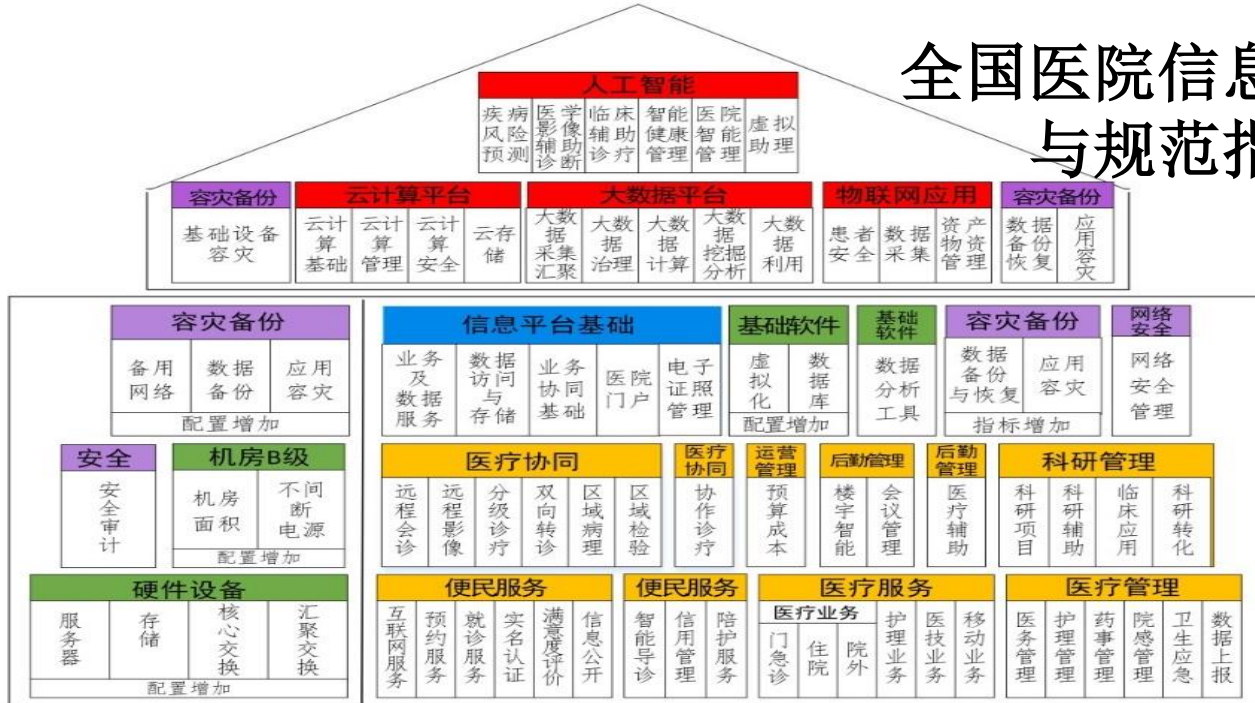 全国医院信息
与规范指
人工智能
疾病风险预测
医学影像辅助诊断
临床辅助诊疗
智能健康管理
医院智能管理
虚拟助理
容灾备份
云计算平台
大数据平台
物联网应用
容灾备份
基础设备容灾
云计算基础
云计算管理
云计算安全
云存储
大数据采集汇聚
大数据治理
大数据计算
大数据挖掘分析
大数据利用
患者安全
数据采集
资产物资管理
数据备份恢复
应用容灾
容灾备份
备用网络
数据备份
应用容灾
配置增加
信息平台基础
业务及数据服务
数据访问与存储
业务协同基础
医院门户
电子证照管理
基础软件
虚拟化
数据库
配置增加
基础软件
数据分析工具
容灾备份
数据备份与恢复
应用容灾
指标增加
网络安全
网络安全管理
安全
安全审计
机房B级
机房面积
不间断电源
配置增加
医疗协同
远程会诊
远程影像
分级诊疗
双向转诊
区域病理
区域检验
医疗协同
协作诊疗
运营管理
预算成本
后勤管理
楼宇智能
会议管理
后勤管理
医疗辅助
科研管理
科研项目
科研辅助
临床应用
科研转化
硬件设备
服务器
存储
核心交换
汇聚交换
配置增加
便民服务
互联网服务
预约服务
就诊服务
实名认证
满意度评价
信息公开
便民服务
智能导诊
信用管理
陪护服务
医疗服务
医疗业务
门急诊
住院
院外
护理业务
医技业务
移动业务
医疗管理
医务管理
护理管理
药事管理
院感管理
卫生应急
数据上报